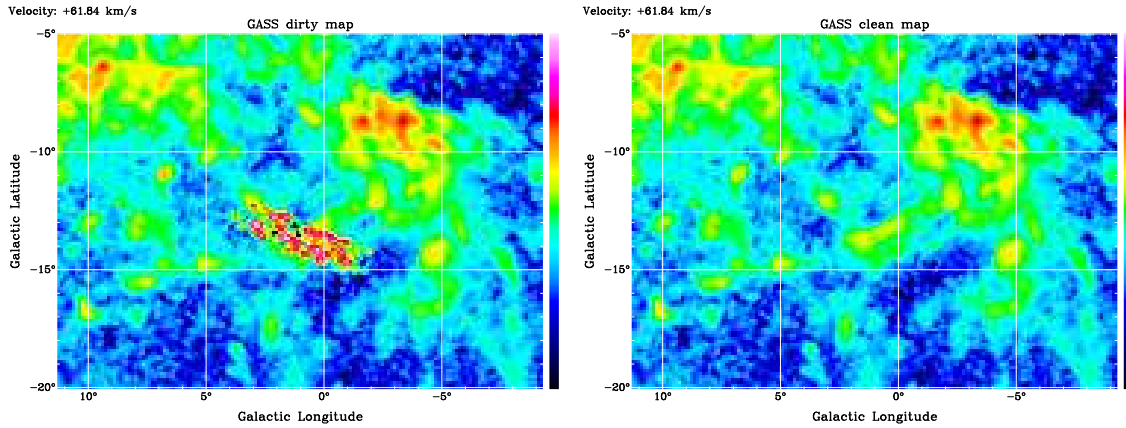 Velocity: +61.84 km/s
GASS dirty map
−5°
−10°
−15°
−20°
10°
5°
0°
−5°
Galactic Latitude
Galactic Longitude
Velocity: +61.84 km/s
GASS clean map
−5°
−10°
−15°
−20°
10°
5°
0°
−5°
Galactic Latitude
Galactic Longitude